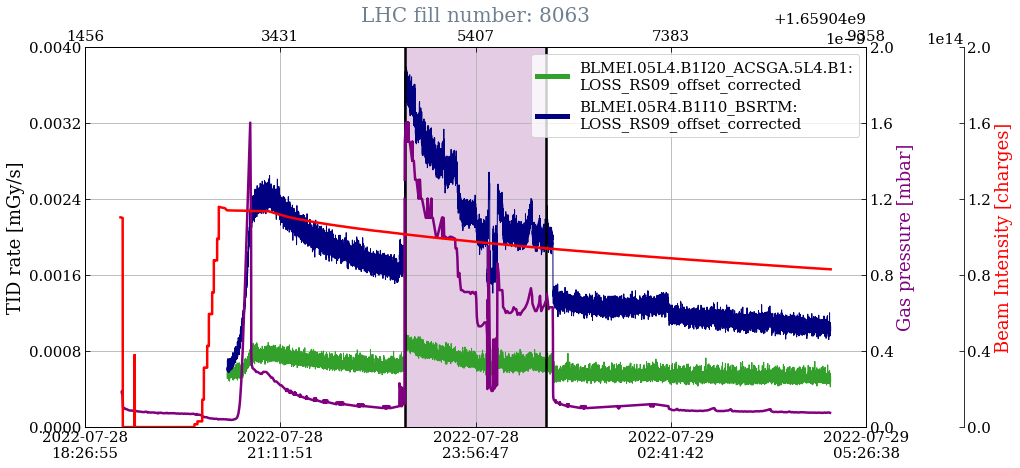 LHC fill number: 8063
+1.65904e9
1456 3431 5407 7383 9358
1e−9 1e14
0.0040 2.0 2.0
0.0032 1.6 1.6
0.0024 1.2 1.2
0.0016 0.8 0.8
0.0008 0.4 0.4
0.0000 0.0 0.0
TID rate [mGy/s]
Gas pressure [mbar]
Beam Intensity [charges]
BLMEI.05L4.B1I20_ACSGA.5L4.B1:
LOSS_RS09_offset_corrected
BLMEI.05R4.B1I10_BSRTM:
LOSS_RS09_offset_corrected
2022-07-28 2022-07-28 2022-07-28 2022-07-29 2022-07-29
18:26:55 21:11:51 23:56:47 02:41:42 05:26:38